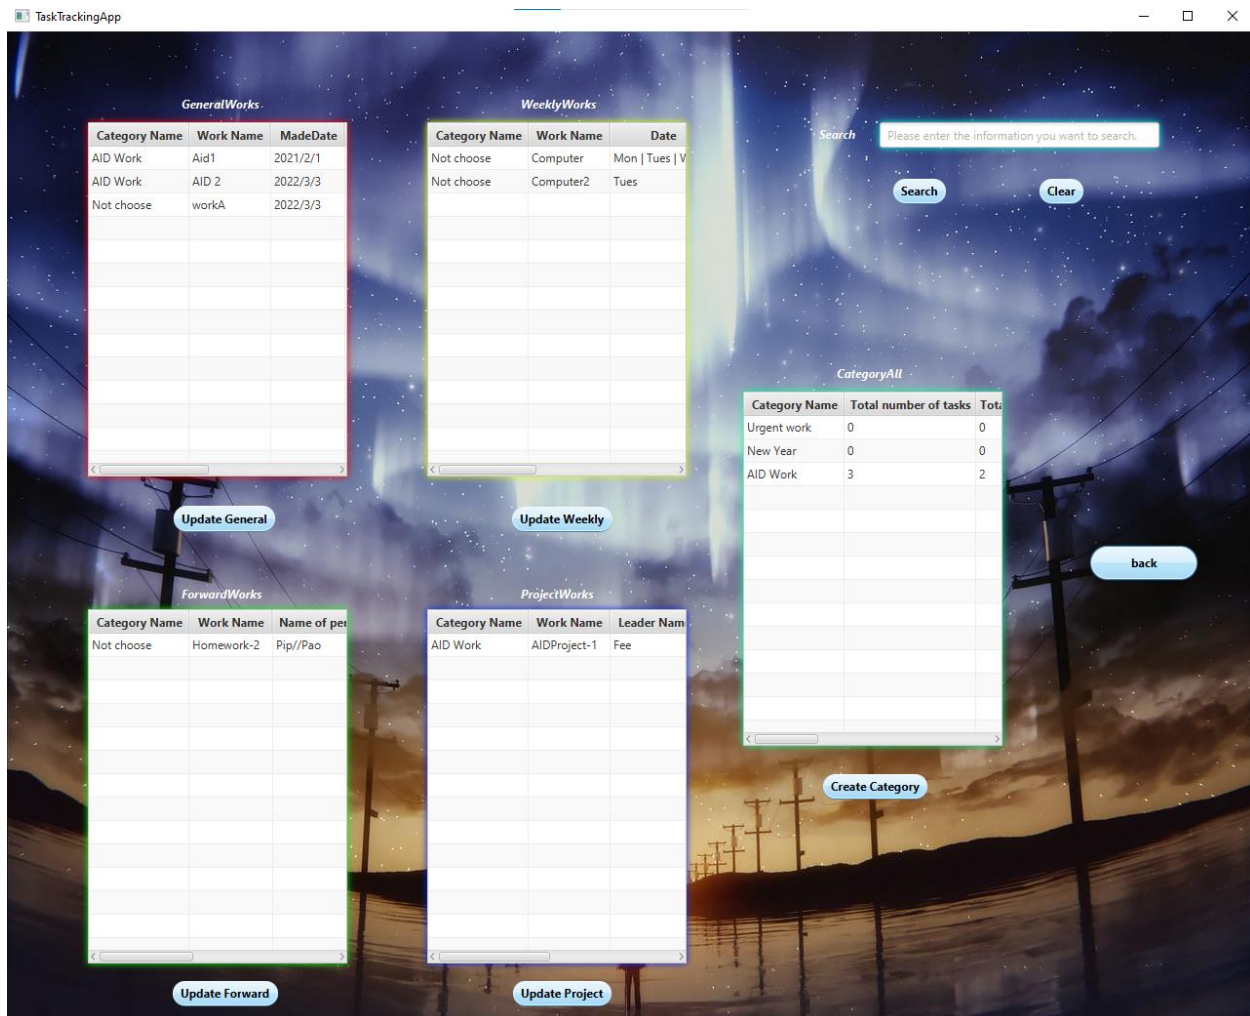 TaskTrackingApp
GeneralWorks
Category Name Work Name MadeDate
AID Work Aid1 2021/2/1
AID Work AID 2 2022/3/3
Not choose workA 2022/3/3
Update General
WeeklyWorks
Category Name Work Name Date
Not choose Computer Mon | Tues | W
Not choose Computer2 Tues
Update Weekly
Search Please enter the information you want to search.
Search Clear
CategoryAll
Category Name Total number of tasks Tota
Urgent work 0 0
New Year 0 0
AID Work 3 2
Create Category
back
ForwardWorks
Category Name Work Name Name of per
Not choose Homework-2 Pip//Pao
Update Forward
ProjectWorks
Category Name Work Name Leader Nam
AID Work AIDProject-1 Fee
Update Project